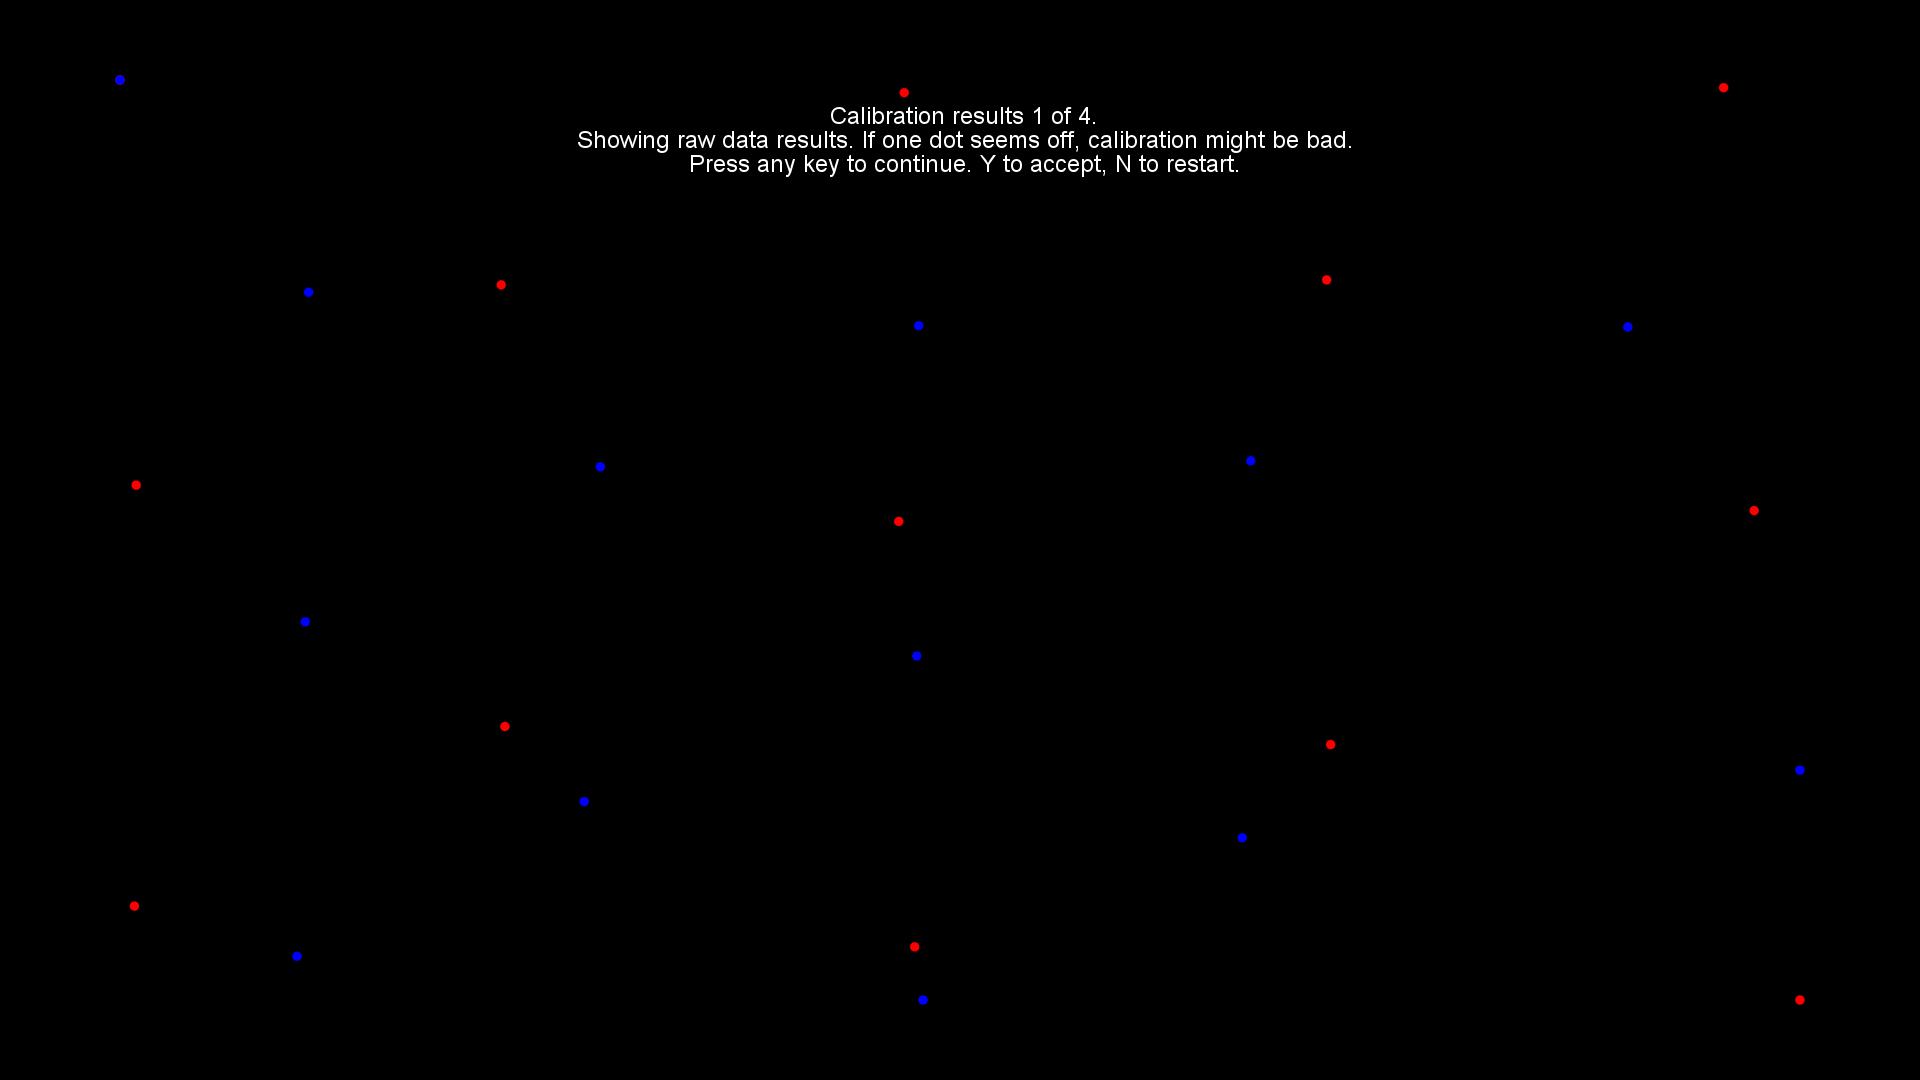 Calibration results 1 of 4.
Showing raw data results. If one dot seems off, calibration might be bad.
Press any key to continue. Y to accept, N to restart.